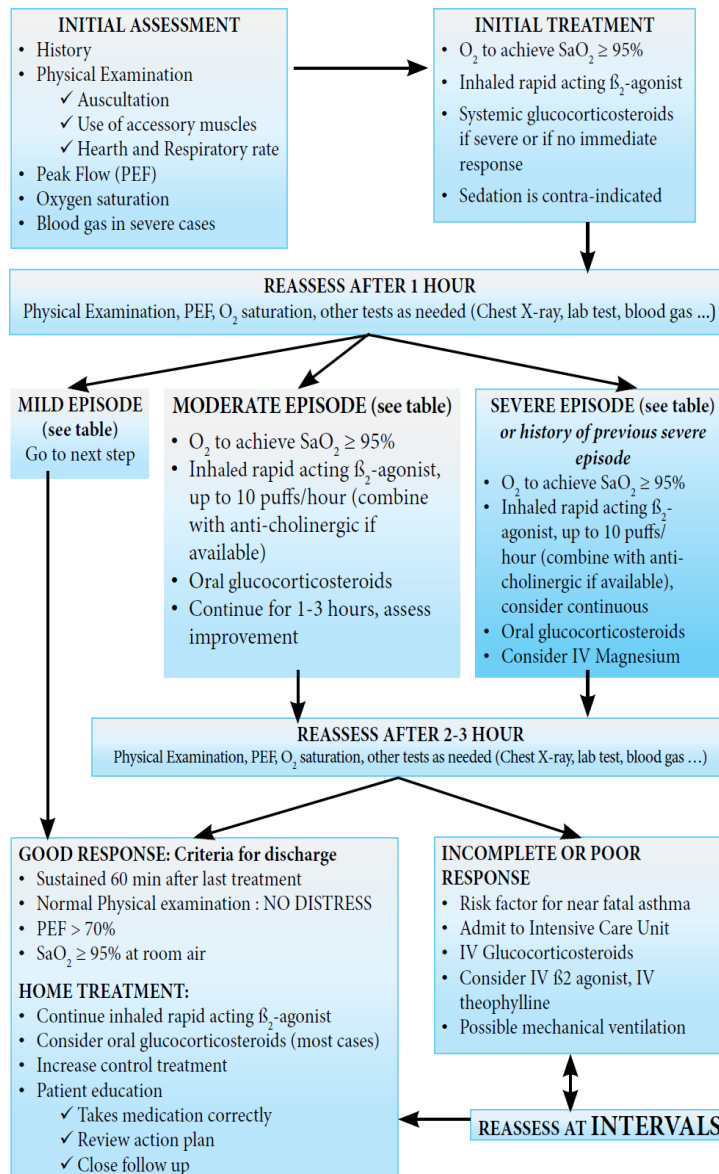 INITIAL ASSESSMENT
• History
• Physical Examination
✓ Auscultation
✓ Use of accessory muscles
✓ Hearth and Respiratory rate
• Peak Flow (PEF)
• Oxygen saturation
• Blood gas in severe cases
INITIAL TREATMENT
• O₂ to achieve SaO₂ ≥ 95%
• Inhaled rapid acting ß₂-agonist
• Systemic glucocorticosteroids
if severe or if no immediate
response
• Sedation is contra-indicated
REASSESS AFTER 1 HOUR
Physical Examination, PEF, O₂ saturation, other tests as needed (Chest X-ray, lab test, blood gas ...)
MILD EPISODE
(see table)
Go to next step
MODERATE EPISODE (see table)
• O₂ to achieve SaO₂ ≥ 95%
• Inhaled rapid acting ß₂-agonist,
up to 10 puffs/hour (combine
with anti-cholinergic if
available)
• Oral glucocorticosteroids
• Continue for 1-3 hours, assess
improvement
SEVERE EPISODE (see table)
or history of previous severe
episode
• O₂ to achieve SaO₂ ≥ 95%
• Inhaled rapid acting ß₂-
agonist, up to 10 puffs/
hour (combine with anti-
cholinergic if available),
consider continuous
• Oral glucocorticosteroids
• Consider IV Magnesium
REASSESS AFTER 2-3 HOUR
Physical Examination, PEF, O₂ saturation, other tests as needed (Chest X-ray, lab test, blood gas …)
GOOD RESPONSE: Criteria for discharge
• Sustained 60 min after last treatment
• Normal Physical examination : NO DISTRESS
• PEF > 70%
• SaO₂ ≥ 95% at room air
HOME TREATMENT:
• Continue inhaled rapid acting ß₂-agonist
• Consider oral glucocorticosteroids (most cases)
• Increase control treatment
• Patient education
✓ Takes medication correctly
✓ Review action plan
✓ Close follow up
INCOMPLETE OR POOR
RESPONSE
• Risk factor for near fatal asthma
• Admit to Intensive Care Unit
• IV Glucocorticosteroids
• Consider IV ß2 agonist, IV
theophylline
• Possible mechanical ventilation
REASSESS AT INTERVALS